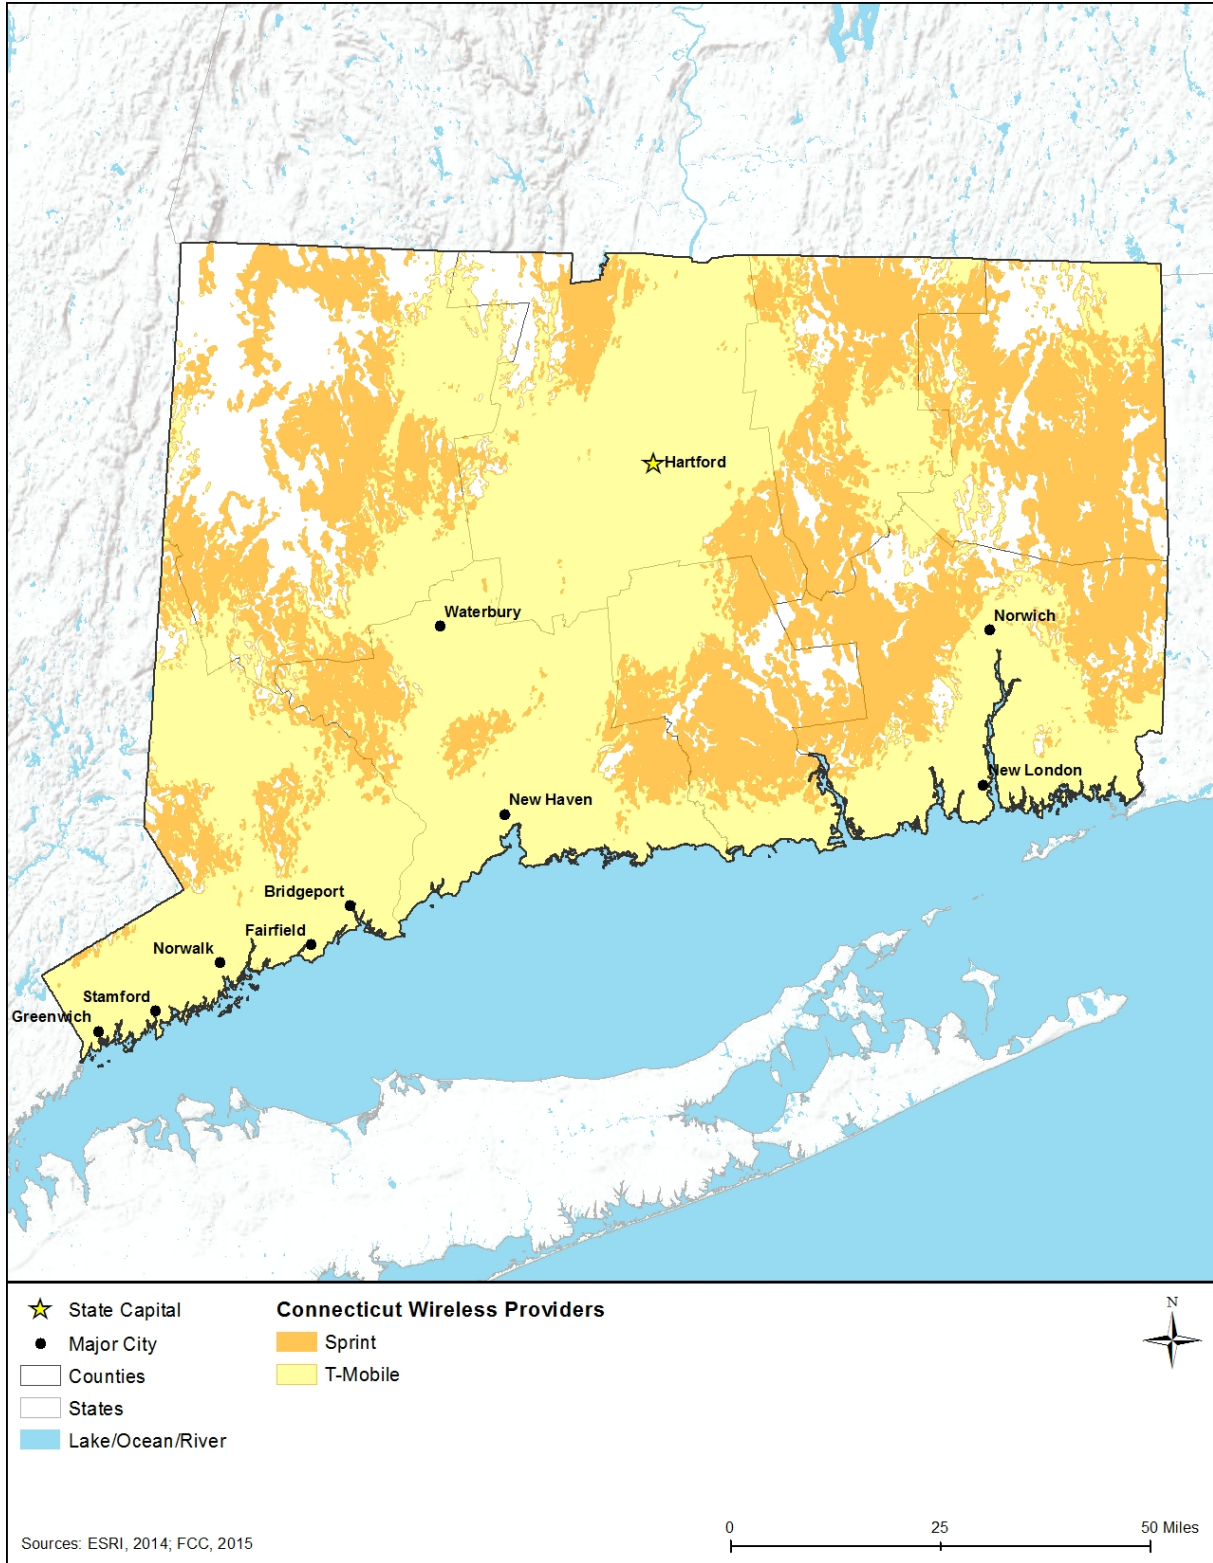 Hartford
Waterbury
Norwich
New London
New Haven
Bridgeport
Fairfield
Norwalk
Stamford
Greenwich
State Capital
Major City
Counties
States
Lake/Ocean/River
Connecticut Wireless Providers
Sprint
T-Mobile
N
Sources: ESRI, 2014; FCC, 2015
0 25 50 Miles